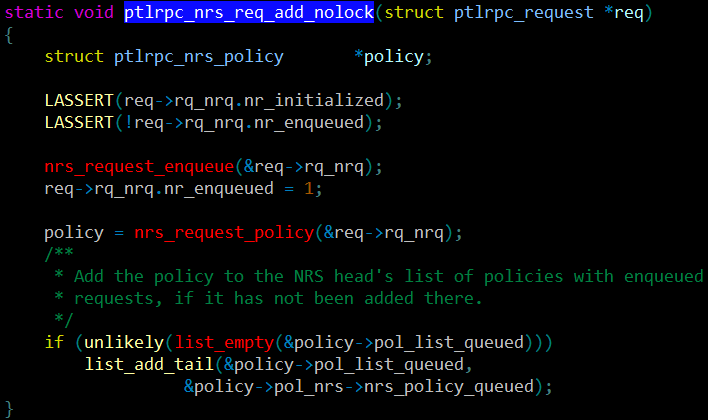 static void ptlrpc_nrs_req_add_nolock(struct ptlrpc_request *req)
{
    struct ptlrpc_nrs_policy       *policy;

    LASSERT(req->rq_nrq.nr_initialized);
    LASSERT(!req->rq_nrq.nr_enqueued);

    nrs_request_enqueue(&req->rq_nrq);
    req->rq_nrq.nr_enqueued = 1;

    policy = nrs_request_policy(&req->rq_nrq);
    /**
     * Add the policy to the NRS head's list of policies with enqueued
     * requests, if it has not been added there.
     */
    if (unlikely(list_empty(&policy->pol_list_queued)))
        list_add_tail(&policy->pol_list_queued,
                  &policy->pol_nrs->nrs_policy_queued);
}